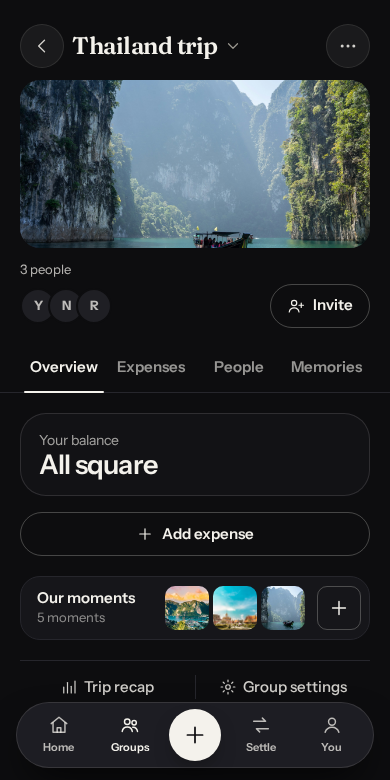 Thailand trip
3 people
Y N R
Invite
Overview Expenses People Memories
Your balance
All square
Add expense
Our moments
5 moments
Trip recap Group settings
Home Groups Settle You